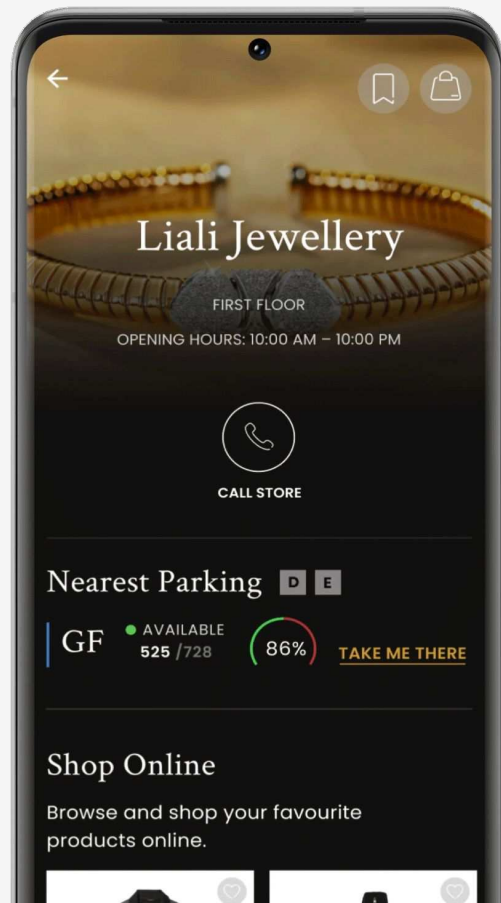 Liali Jewellery
FIRST FLOOR
OPENING HOURS: 10:00 AM – 10:00 PM
CALL STORE
Nearest Parking D E
GF AVAILABLE
525 /728
86%
TAKE ME THERE
Shop Online
Browse and shop your favourite
products online.